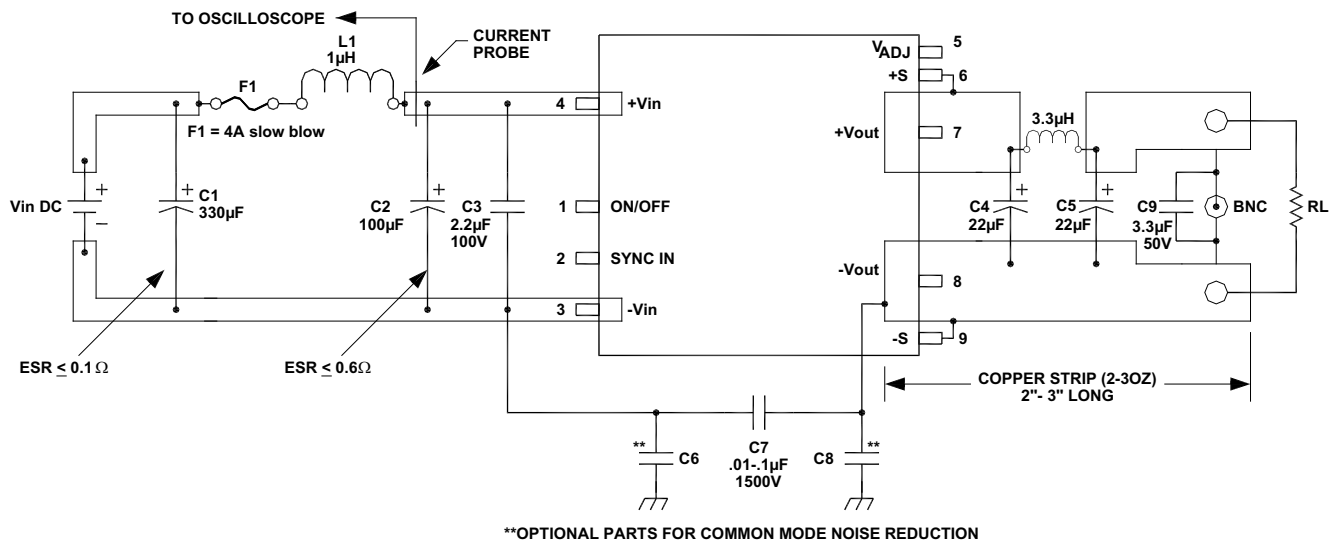 TO OSCILLOSCOPE
L1
1µH
CURRENT
PROBE
F1
F1 = 4A slow blow
Vin DC
+
–
+
C1
330µF
+
C2
100µF
C3
2.2µF
100V
ESR ≤ 0.1Ω
ESR ≤ 0.6Ω
4
+Vin
1
ON/OFF
2
SYNC IN
3
-Vin
VADJ
5
+S
6
+Vout
7
-Vout
8
-S
9
3.3µH
+
C4
22µF
+
C5
22µF
C9
3.3µF
50V
BNC
RL
COPPER STRIP (2-3OZ)
2"- 3" LONG
**
C6
C7
.01-.1µF
1500V
C8
**
**OPTIONAL PARTS FOR COMMON MODE NOISE REDUCTION